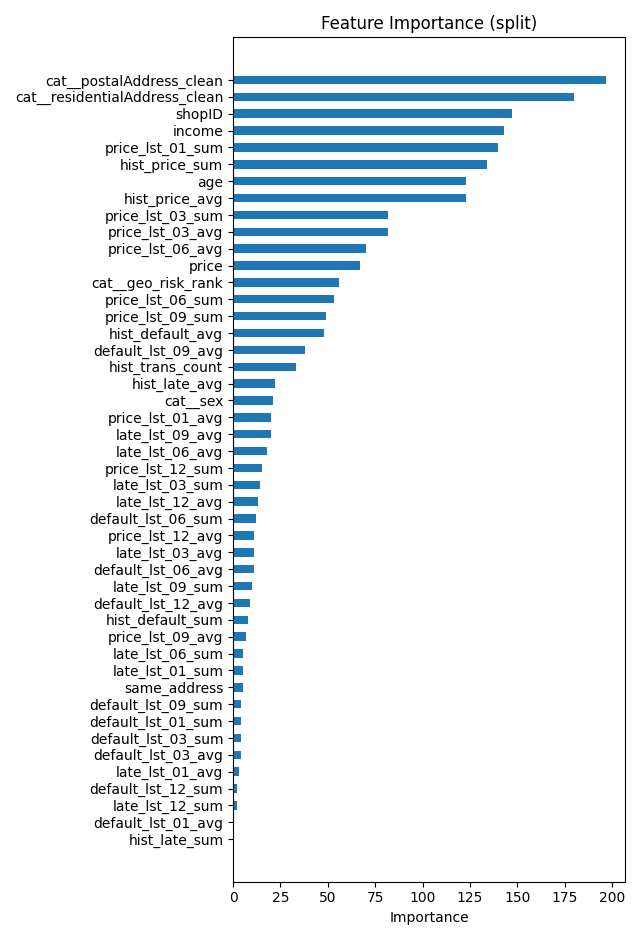 Feature Importance (split)
cat__postalAddress_clean
cat__residentialAddress_clean
shopID
income
price_lst_01_sum
hist_price_sum
age
hist_price_avg
price_lst_03_sum
price_lst_03_avg
price_lst_06_avg
price
cat__geo_risk_rank
price_lst_06_sum
price_lst_09_sum
hist_default_avg
default_lst_09_avg
hist_trans_count
hist_late_avg
cat__sex
price_lst_01_avg
late_lst_09_avg
late_lst_06_avg
price_lst_12_sum
late_lst_03_sum
late_lst_12_avg
default_lst_06_sum
price_lst_12_avg
late_lst_03_avg
default_lst_06_avg
late_lst_09_sum
default_lst_12_avg
hist_default_sum
price_lst_09_avg
late_lst_06_sum
late_lst_01_sum
same_address
default_lst_09_sum
default_lst_01_sum
default_lst_03_sum
default_lst_03_avg
late_lst_01_avg
default_lst_12_sum
late_lst_12_sum
default_lst_01_avg
hist_late_sum
0 25 50 75 100 125 150 175 200
Importance